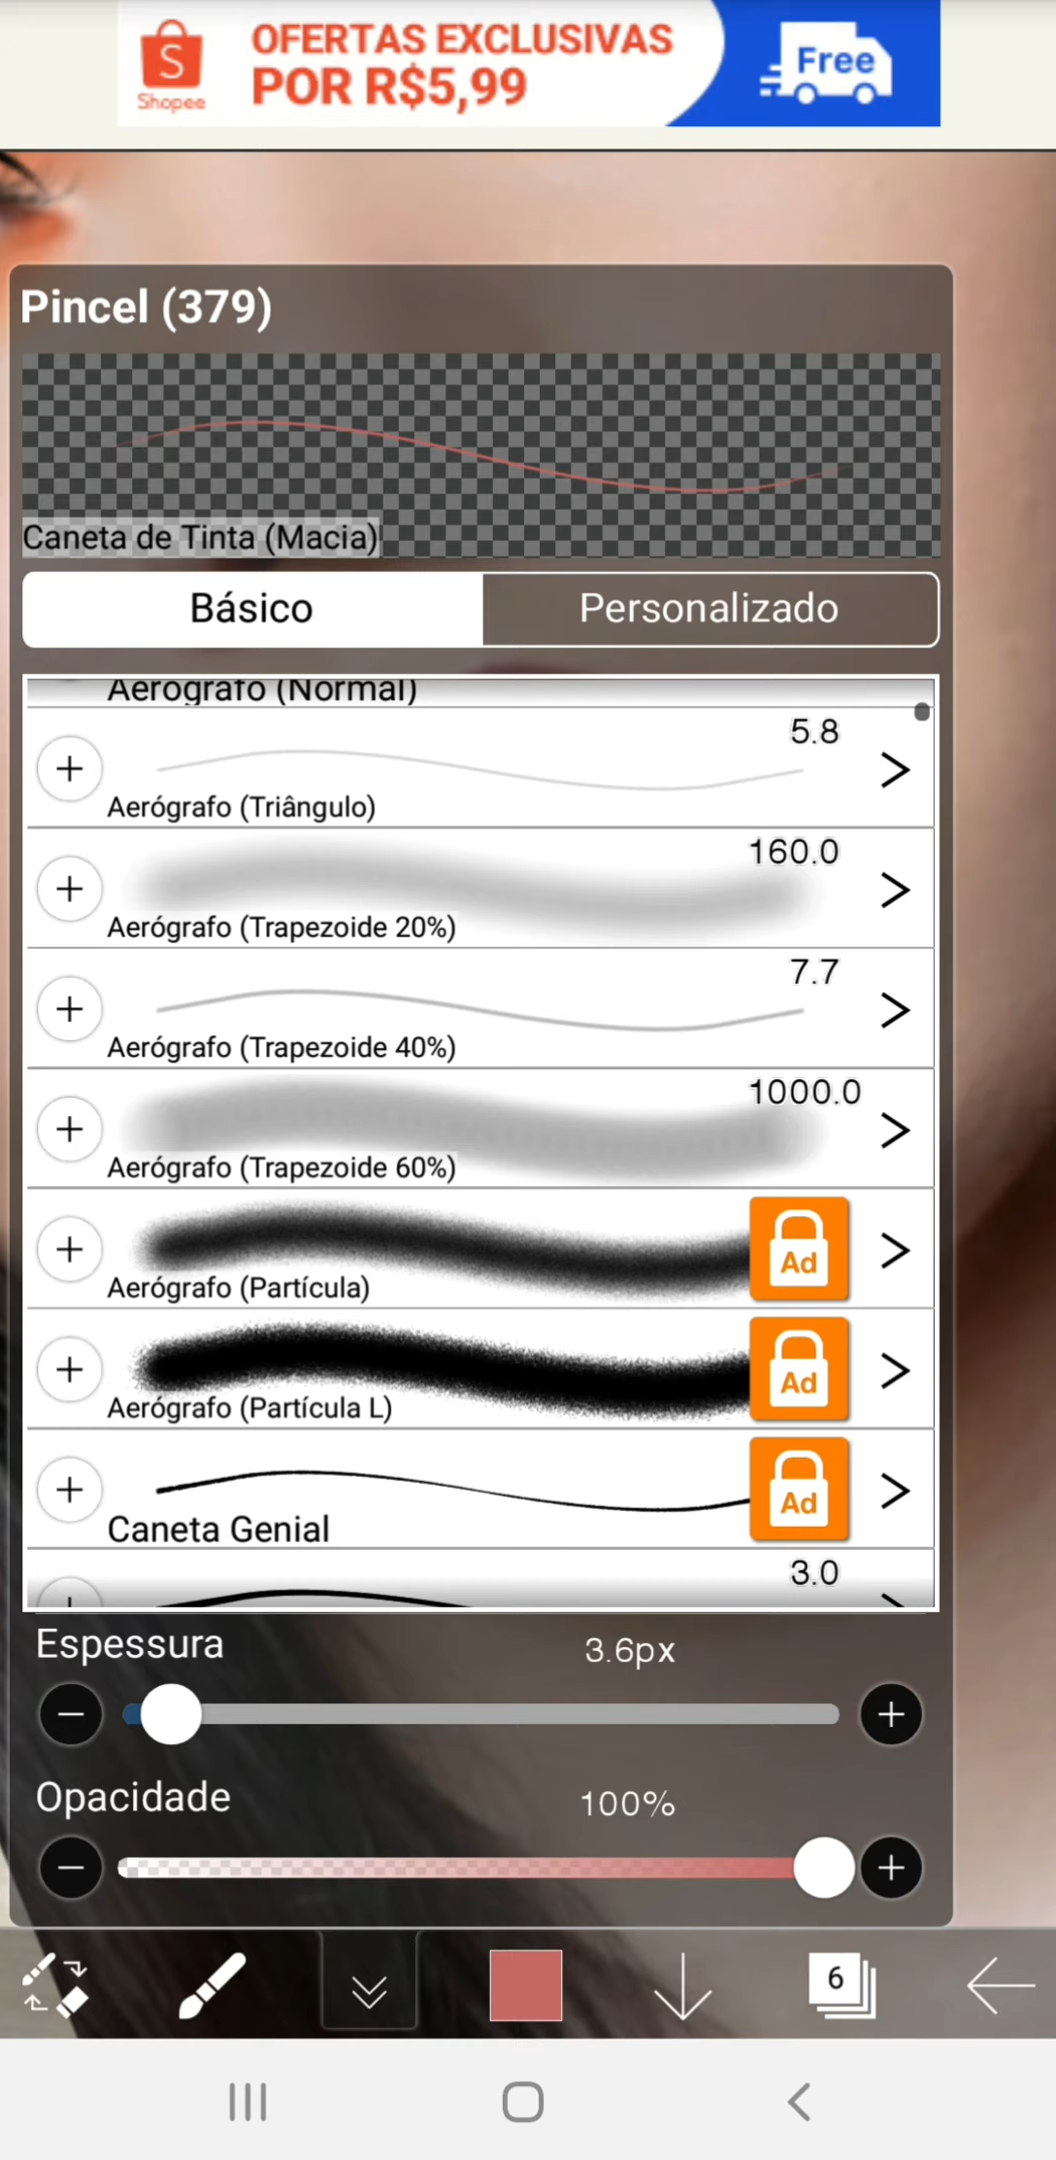 S
Shopee
OFERTAS EXCLUSIVAS
POR R$5,99
Free
Pincel (379)
Caneta de Tinta (Macia)
Básico
Personalizado
Aerógrafo (Normal)
5.8
Aerógrafo (Triângulo)
160.0
Aerógrafo (Trapezoide 20%)
7.7
Aerógrafo (Trapezoide 40%)
1000.0
Aerógrafo (Trapezoide 60%)
Ad
Aerógrafo (Partícula)
Ad
Aerógrafo (Partícula L)
Ad
Caneta Genial
3.0
Espessura
3.6px
Opacidade
100%
6